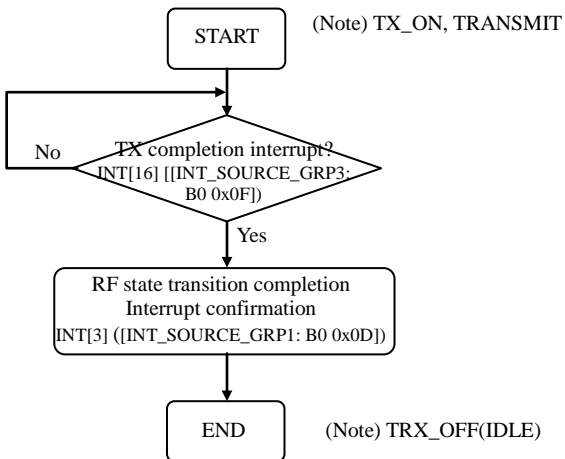 START
(Note) TX_ON, TRANSMIT
No
TX completion interrupt?
INT[16] [[INT_SOURCE_GRP3:
B0 0x0F])
Yes
RF state transition completion
Interrupt confirmation
INT[3] ([INT_SOURCE_GRP1: B0 0x0D])
END
(Note) TRX_OFF(IDLE)